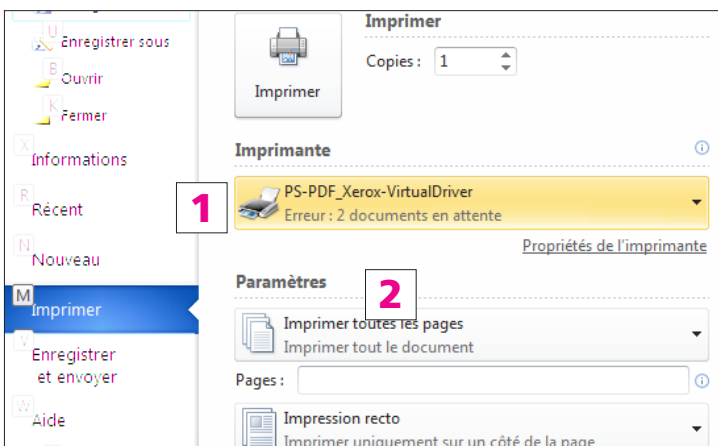 U
Enregistrer sous
B
Ouvrir
K
Fermer
X
Informations
R
Récent
N
Nouveau
M
Imprimer
V
Enregistrer
et envoyer
W
Aide
Imprimer
Imprimer
Copies : 1
Imprimante
1
PS-PDF_Xerox-VirtualDriver
Erreur : 2 documents en attente
Propriétés de l'imprimante
Paramètres
2
Imprimer toutes les pages
Imprimer tout le document
Pages :
Impression recto
Imprimer uniquement sur un côté de la page